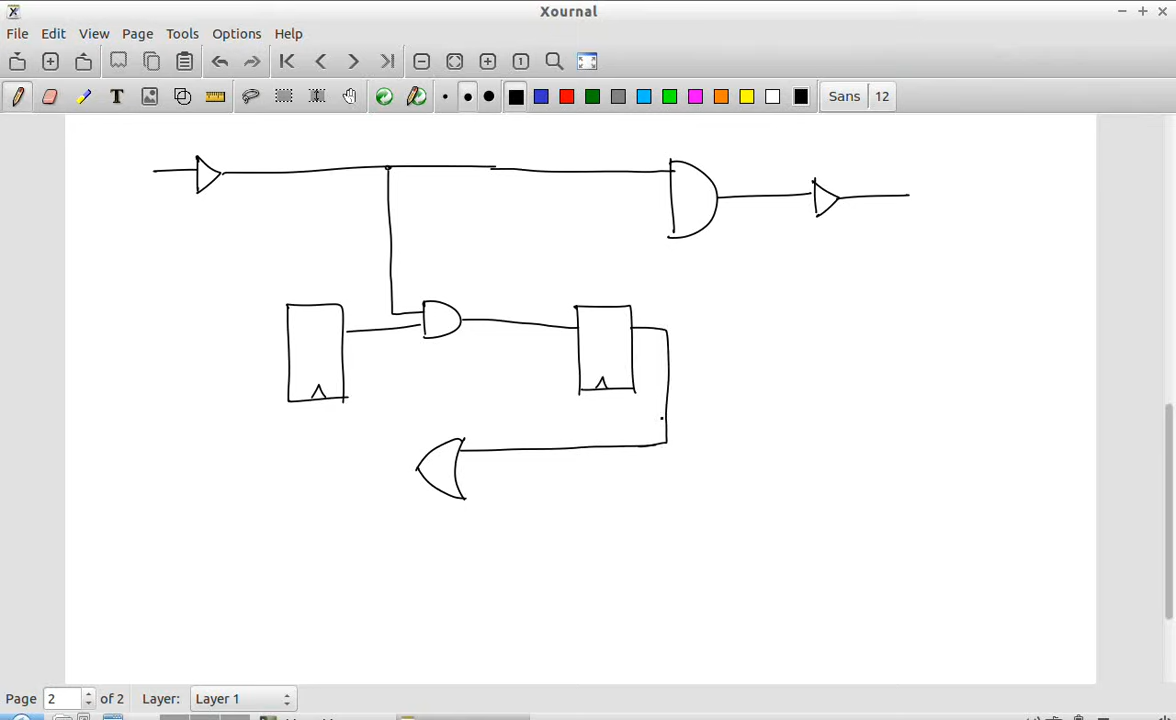 Xournal
File Edit View Page Tools Options Help
Sans 12
Page 2 of 2 Layer: Layer 1